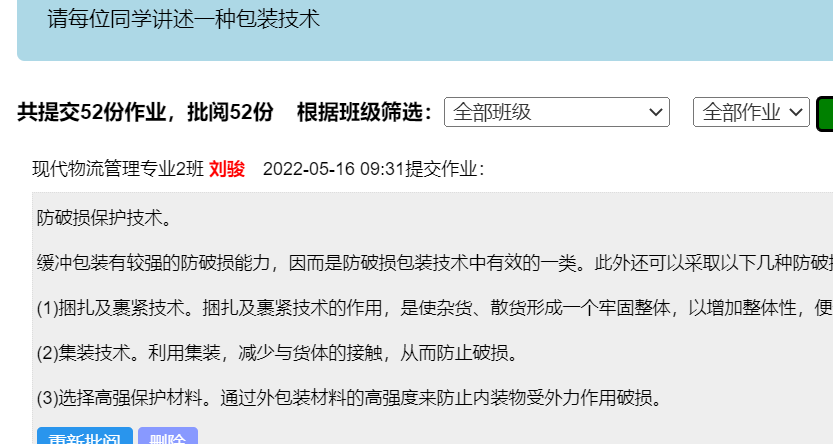 请每位同学讲述一种包装技术
共提交52份作业，批阅52份 根据班级筛选： 全部班级 全部作业
现代物流管理专业2班 刘骏 2022-05-16 09:31提交作业：
防破损保护技术。
缓冲包装有较强的防破损能力，因而是防破损包装技术中有效的一类。此外还可以采取以下几种防破损
(1)捆扎及裹紧技术。捆扎及裹紧技术的作用，是使杂货、散货形成一个牢固整体，以增加整体性，便
(2)集装技术。利用集装，减少与货体的接触，从而防止破损。
(3)选择高强保护材料。通过外包装材料的高强度来防止内装物受外力作用破损。
重新批阅 删除